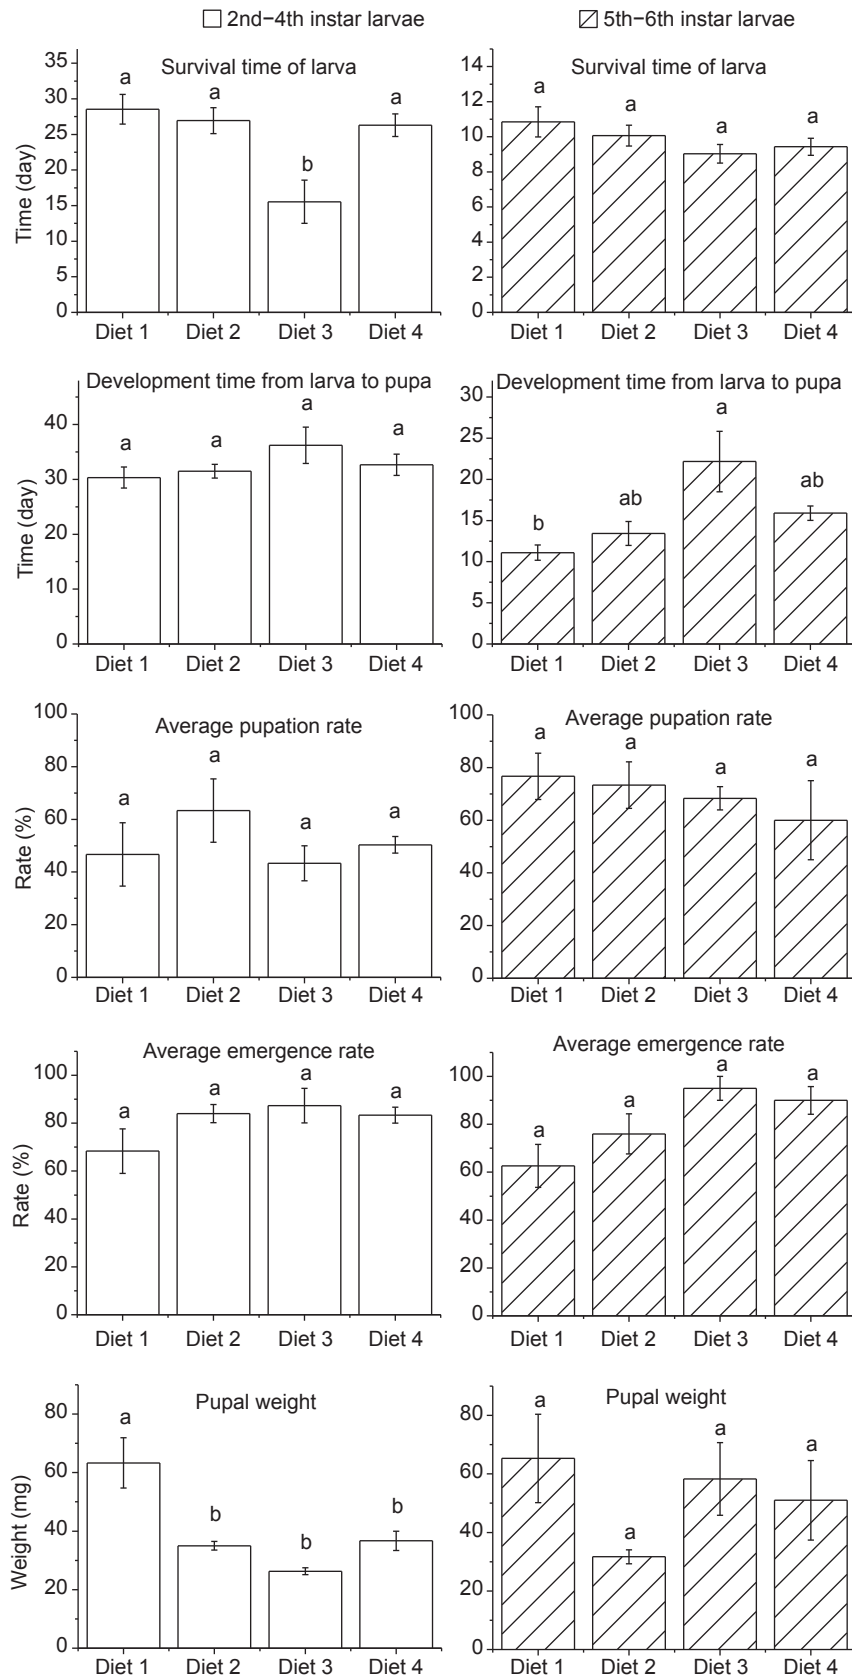 2nd−4th instar larvae
5th−6th instar larvae
Survival time of larva
Time (day)
35
30
25
20
15
10
5
0
a
a
b
a
Diet 1 Diet 2 Diet 3 Diet 4
Survival time of larva
14
12
10
8
6
4
2
0
a
a
a
a
Diet 1 Diet 2 Diet 3 Diet 4
Development time from larva to pupa
Time (day)
40
30
20
10
0
a
a
a
a
Diet 1 Diet 2 Diet 3 Diet 4
Development time from larva to pupa
30
25
20
15
10
5
0
b
ab
a
ab
Diet 1 Diet 2 Diet 3 Diet 4
Average pupation rate
Rate (%)
100
80
60
40
20
0
a
a
a
a
Diet 1 Diet 2 Diet 3 Diet 4
Average pupation rate
100
80
60
40
20
0
a
a
a
a
Diet 1 Diet 2 Diet 3 Diet 4
Average emergence rate
Rate (%)
100
80
60
40
20
0
a
a
a
a
Diet 1 Diet 2 Diet 3 Diet 4
Average emergence rate
100
80
60
40
20
0
a
a
a
a
Diet 1 Diet 2 Diet 3 Diet 4
Pupal weight
Weight (mg)
80
60
40
20
0
a
b
b
b
Diet 1 Diet 2 Diet 3 Diet 4
Pupal weight
80
60
40
20
0
a
a
a
a
Diet 1 Diet 2 Diet 3 Diet 4